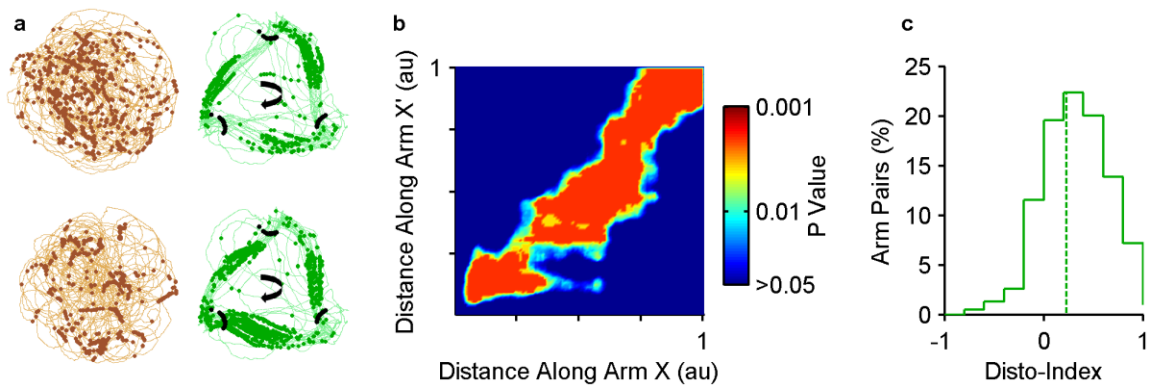 a
b
Distance Along Arm X' (au)
1
1
Distance Along Arm X (au)
0.001
0.01
>0.05
P Value
c
Arm Pairs (%)
25
20
15
10
5
0
-1
0
1
Disto-Index